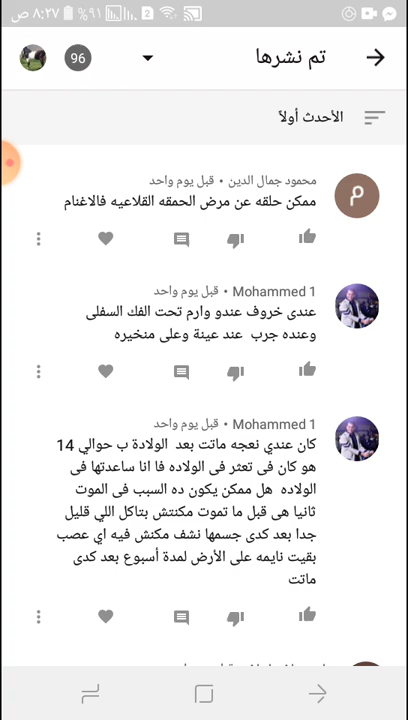 %٩١ ٨:٢٧ ص
2
تم نشرها
96
الأحدث أولاً
محمود جمال الدين • قبل يوم واحد
ممكن حلقه عن مرض الحمقه القلاعيه فالاغنام
م
Mohammed 1 • قبل يوم واحد
عندى خروف عندو وارم تحت الفك السفلى
وعنده جرب عند عينة وعلى منخيره
Mohammed 1 • قبل يوم واحد
كان عندي نعجه ماتت بعد الولادة ب حوالي 14
هو كان فى تعثر فى الولاده فا انا ساعدتها فى
الولاده هل ممكن يكون ده السبب فى الموت
ثانيا هى قبل ما تموت مكنتش بتاكل اللي قليل
جدا بعد كدى جسمها نشف مكنش فيه اي عصب
بقيت نايمه على الأرض لمدة أسبوع بعد كدى
ماتت